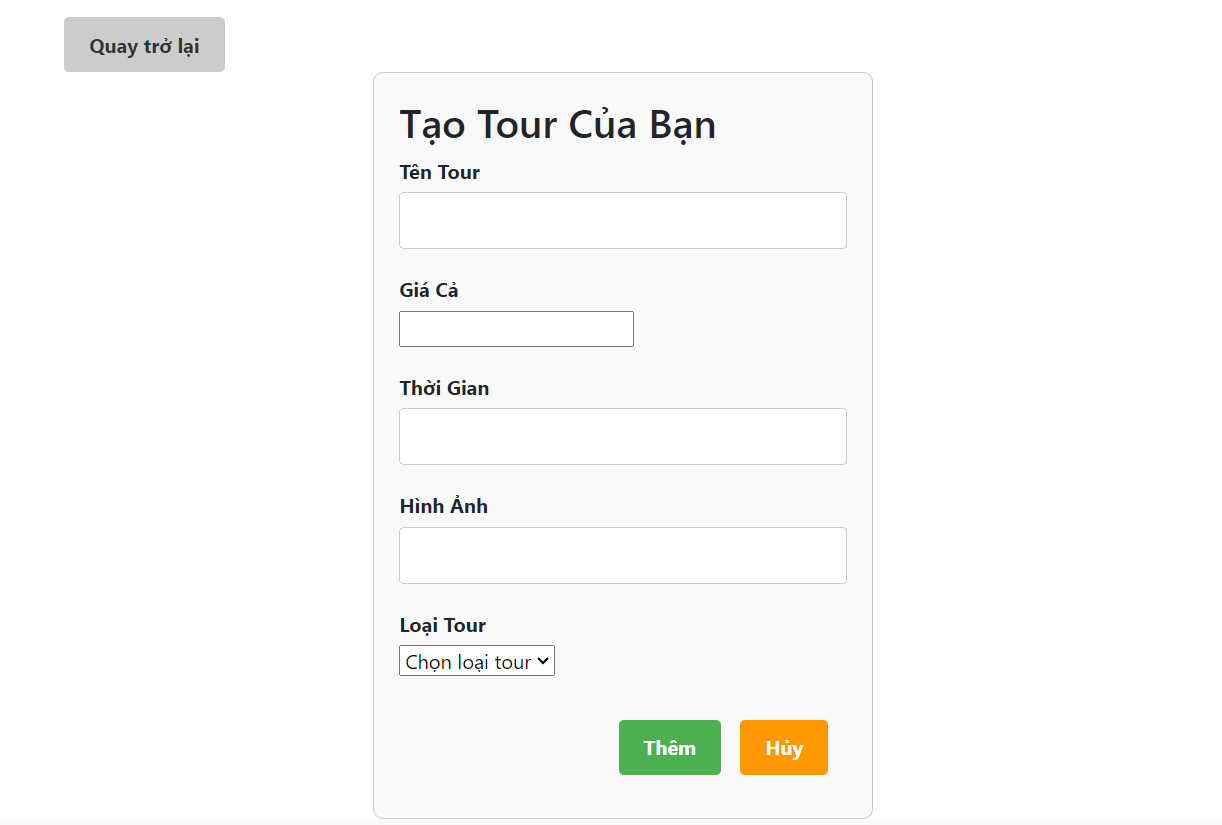 Quay trở lại
Tạo Tour Của Bạn
Tên Tour
Giá Cả
Thời Gian
Hình Ảnh
Loại Tour
Chọn loại tour
Thêm
Hủy